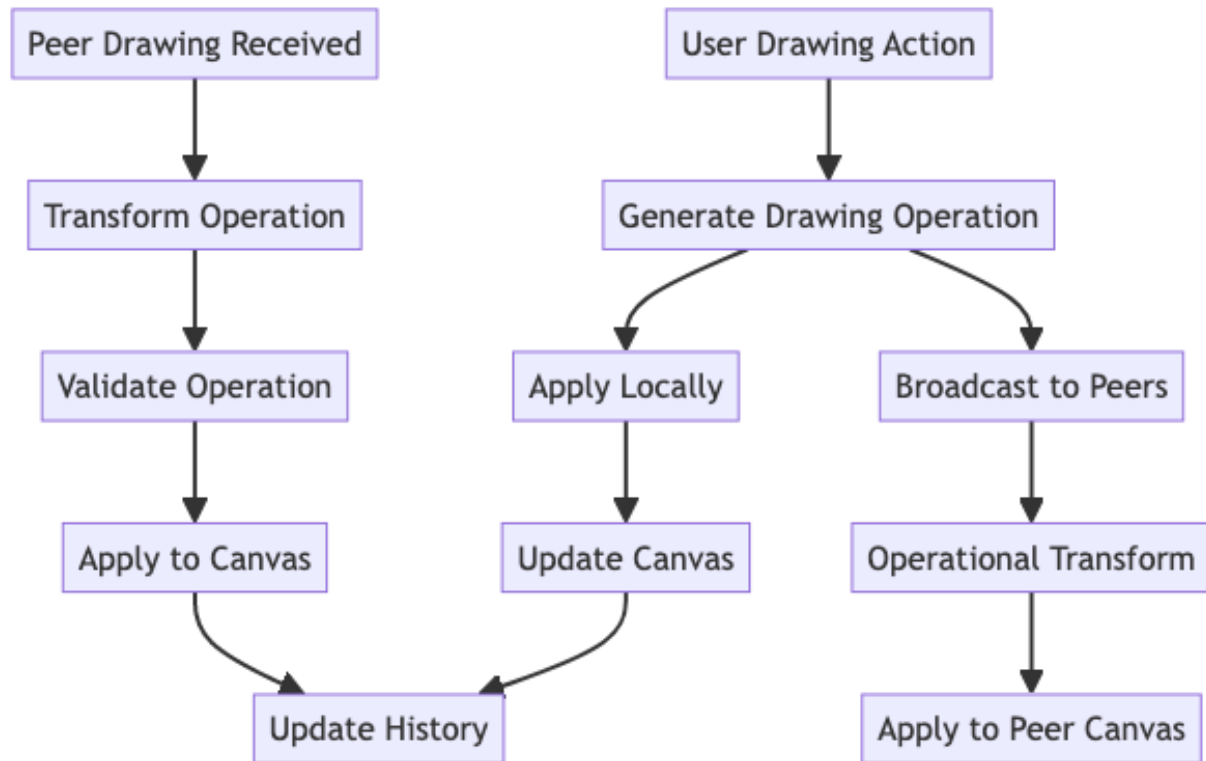 Peer Drawing Received
User Drawing Action
Transform Operation
Generate Drawing Operation
Validate Operation
Apply Locally
Broadcast to Peers
Apply to Canvas
Update Canvas
Operational Transform
Update History
Apply to Peer Canvas